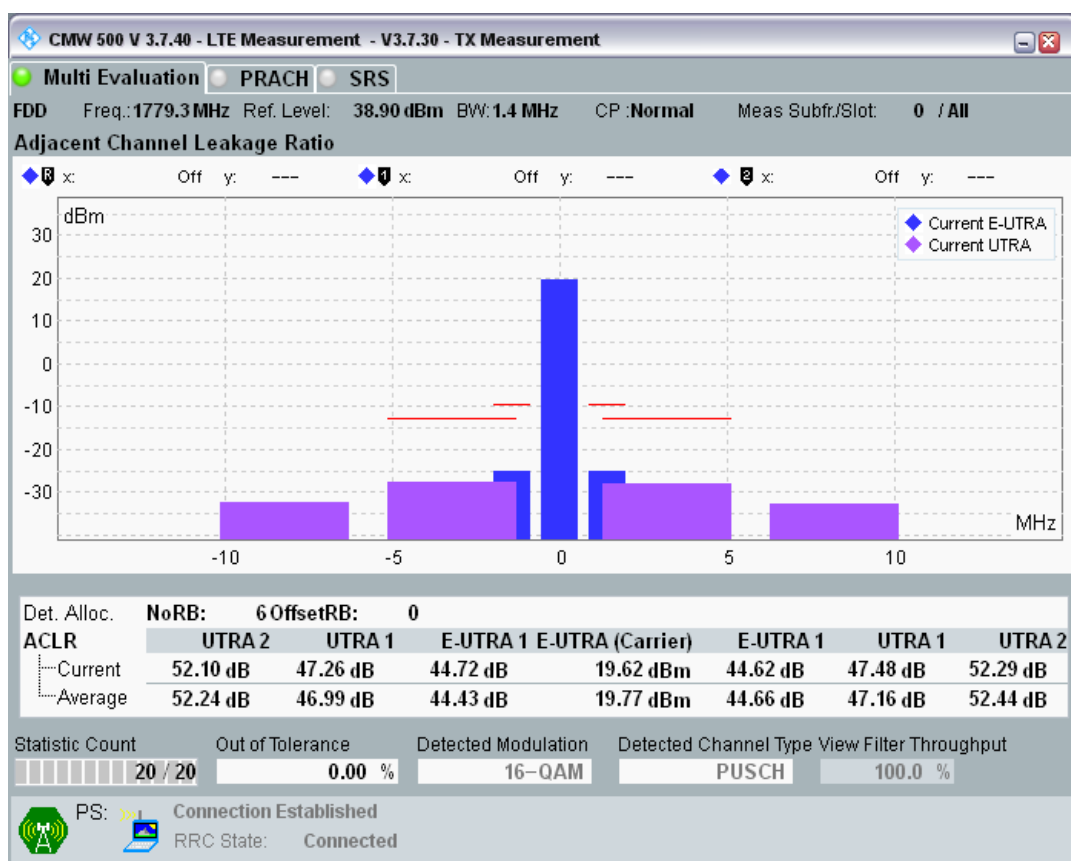 CMW 500 V 3.7.40 - LTE Measurement - V3.7.30 - TX Measurement
Multi Evaluation PRACH SRS
FDD Freq.: 1779.3 MHz Ref. Level: 38.90 dBm BW: 1.4 MHz CP : Normal Meas Subfr./Slot: 0 / All
Adjacent Channel Leakage Ratio
R x: Off y: --- 1 x: Off y: --- 2 x: Off y: ---
dBm
Current E-UTRA
Current UTRA
30
20
10
0
-10
-20
-30
MHz
-10 -5 0 5 10
Det. Alloc. NoRB: 6 OffsetRB: 0
ACLR UTRA 2 UTRA 1 E-UTRA 1 E-UTRA (Carrier) E-UTRA 1 UTRA 1 UTRA 2
Current 52.10 dB 47.26 dB 44.72 dB 19.62 dBm 44.62 dB 47.48 dB 52.29 dB
Average 52.24 dB 46.99 dB 44.43 dB 19.77 dBm 44.66 dB 47.16 dB 52.44 dB
Statistic Count Out of Tolerance Detected Modulation Detected Channel Type View Filter Throughput
20 / 20 0.00 % 16-QAM PUSCH 100.0 %
PS: Connection Established
RRC State: Connected